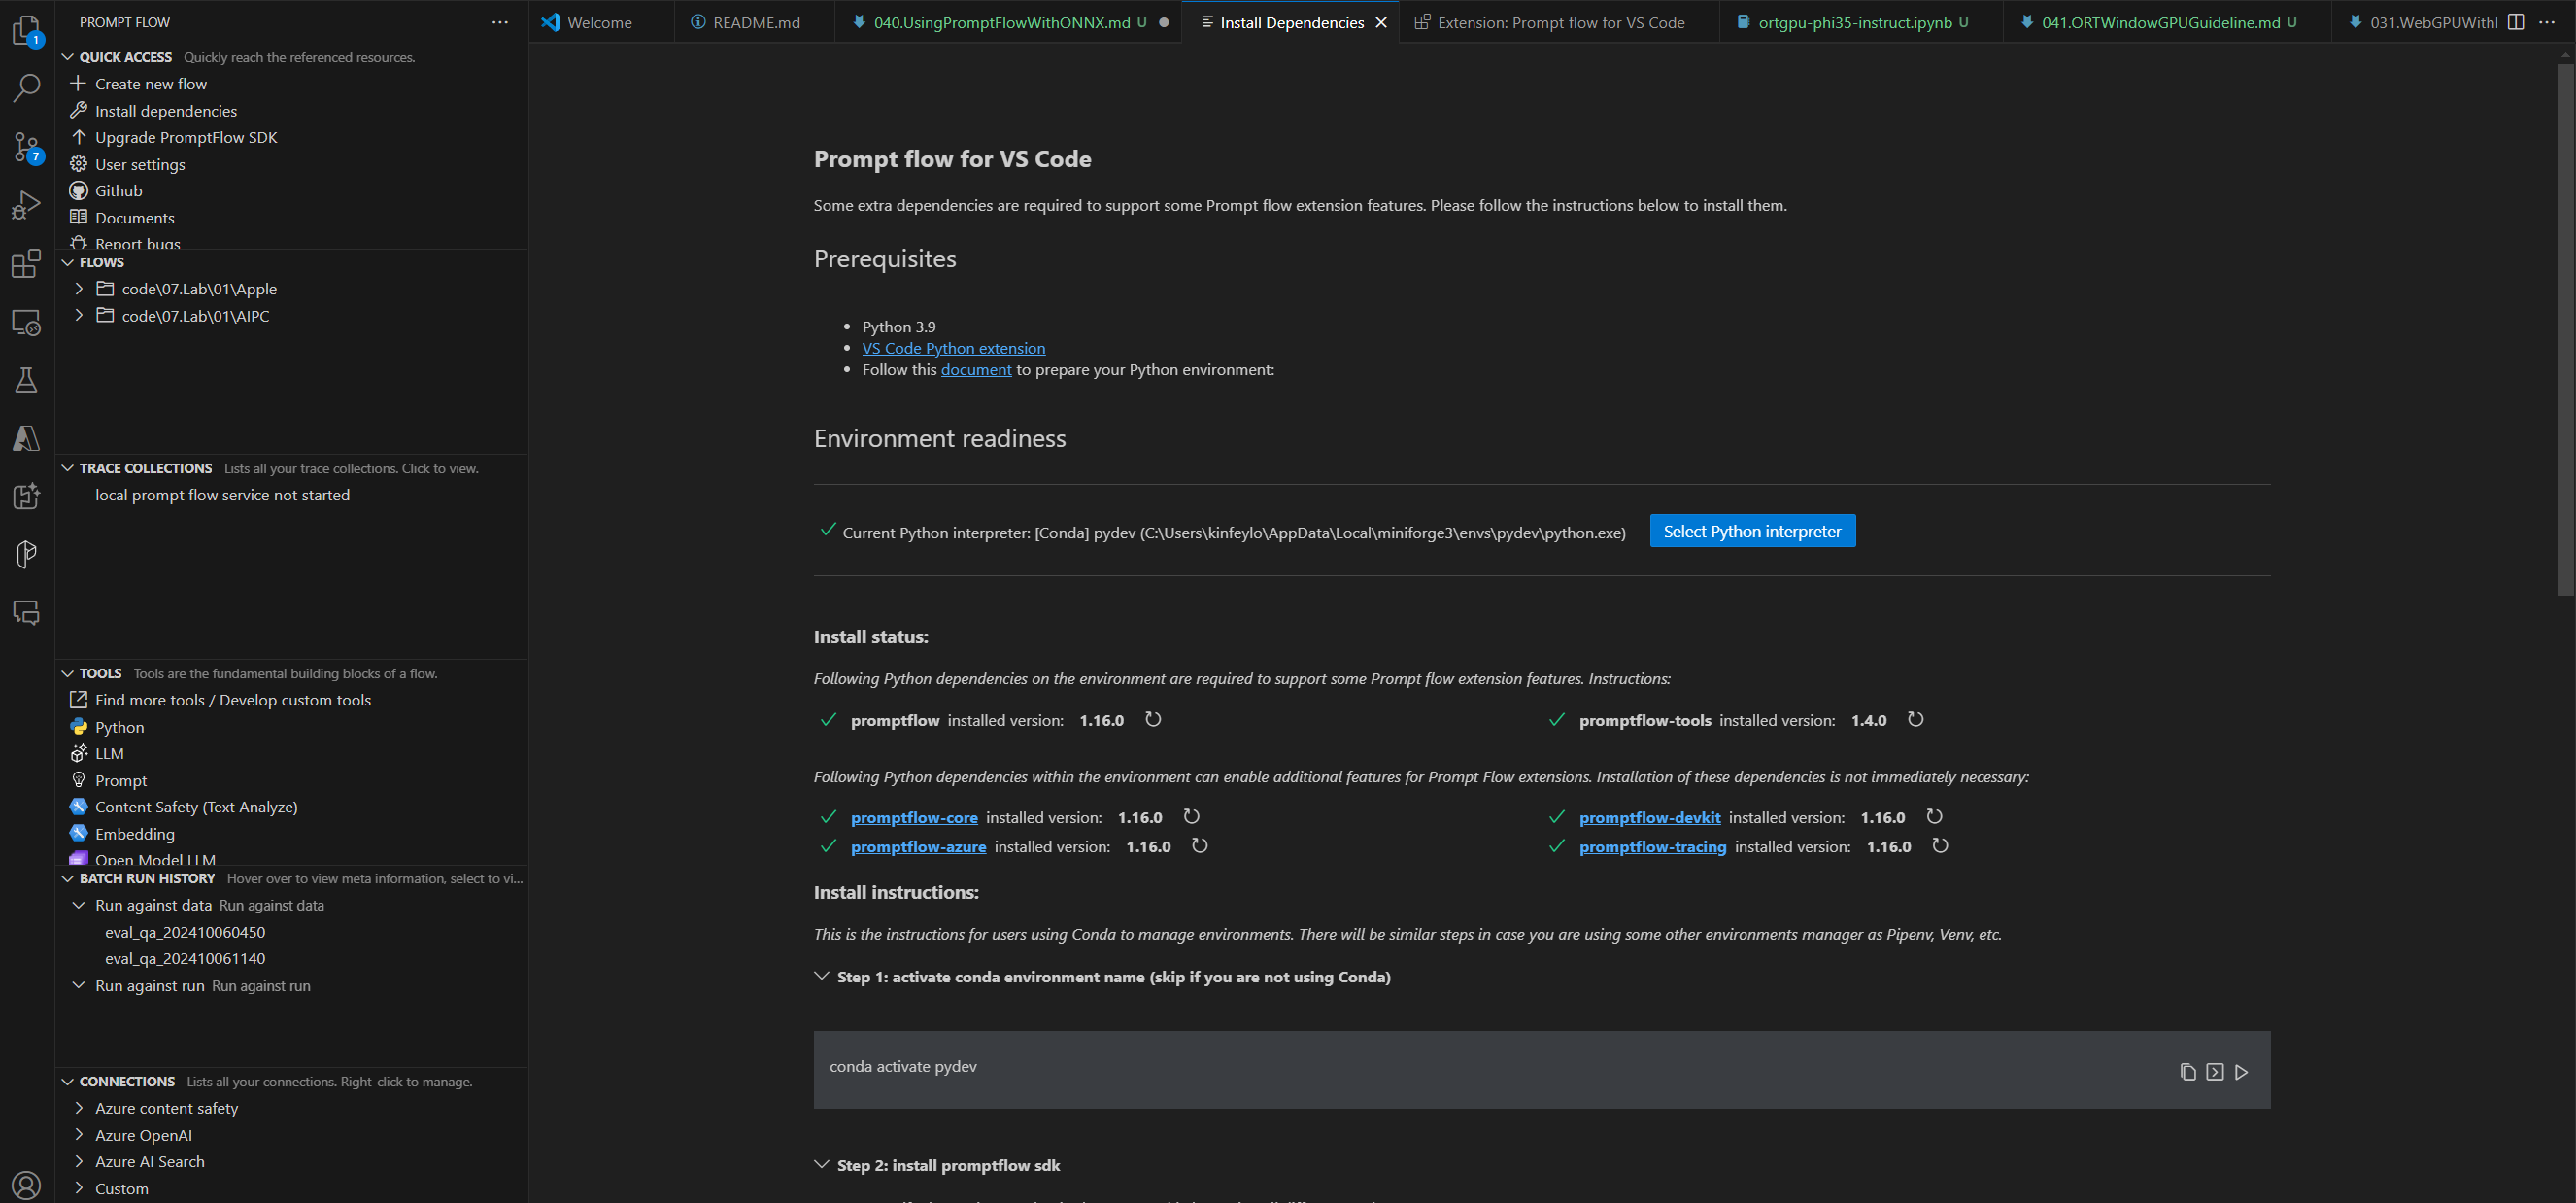 PROMPT FLOW
Welcome
README.md
040.UsingPromptFlowWithONNX.md U
Install Dependencies
Extension: Prompt flow for VS Code
ortgpu-phi35-instruct.ipynb U
041.ORTWindowGPUGuideline.md U
031.WebGPUWith
1
7
QUICK ACCESS Quickly reach the referenced resources.
Create new flow
Install dependencies
Upgrade PromptFlow SDK
User settings
Github
Documents
Report bugs
FLOWS
code\07.Lab\01\Apple
code\07.Lab\01\AIPC
TRACE COLLECTIONS Lists all your trace collections. Click to view.
local prompt flow service not started
TOOLS Tools are the fundamental building blocks of a flow.
Find more tools / Develop custom tools
Python
LLM
Prompt
Content Safety (Text Analyze)
Embedding
Open Model LLM
BATCH RUN HISTORY Hover over to view meta information, select to vi...
Run against data Run against data
eval_qa_202410060450
eval_qa_202410061140
Run against run Run against run
CONNECTIONS Lists all your connections. Right-click to manage.
Azure content safety
Azure OpenAI
Azure AI Search
Custom
Prompt flow for VS Code
Some extra dependencies are required to support some Prompt flow extension features. Please follow the instructions below to install them.
Prerequisites
Python 3.9
VS Code Python extension
Follow this document to prepare your Python environment:
Environment readiness
Current Python interpreter: [Conda] pydev (C:\Users\kinfeylo\AppData\Local\miniforge3\envs\pydev\python.exe) Select Python interpreter
Install status:
Following Python dependencies on the environment are required to support some Prompt flow extension features. Instructions:
promptflow installed version: 1.16.0 promptflow-tools installed version: 1.4.0
Following Python dependencies within the environment can enable additional features for Prompt Flow extensions. Installation of these dependencies is not immediately necessary:
promptflow-core installed version: 1.16.0 promptflow-devkit installed version: 1.16.0
promptflow-azure installed version: 1.16.0 promptflow-tracing installed version: 1.16.0
Install instructions:
This is the instructions for users using Conda to manage environments. There will be similar steps in case you are using some other environments manager as Pipenv, Venv, etc.
Step 1: activate conda environment name (skip if you are not using Conda)
conda activate pydev
Step 2: install promptflow sdk